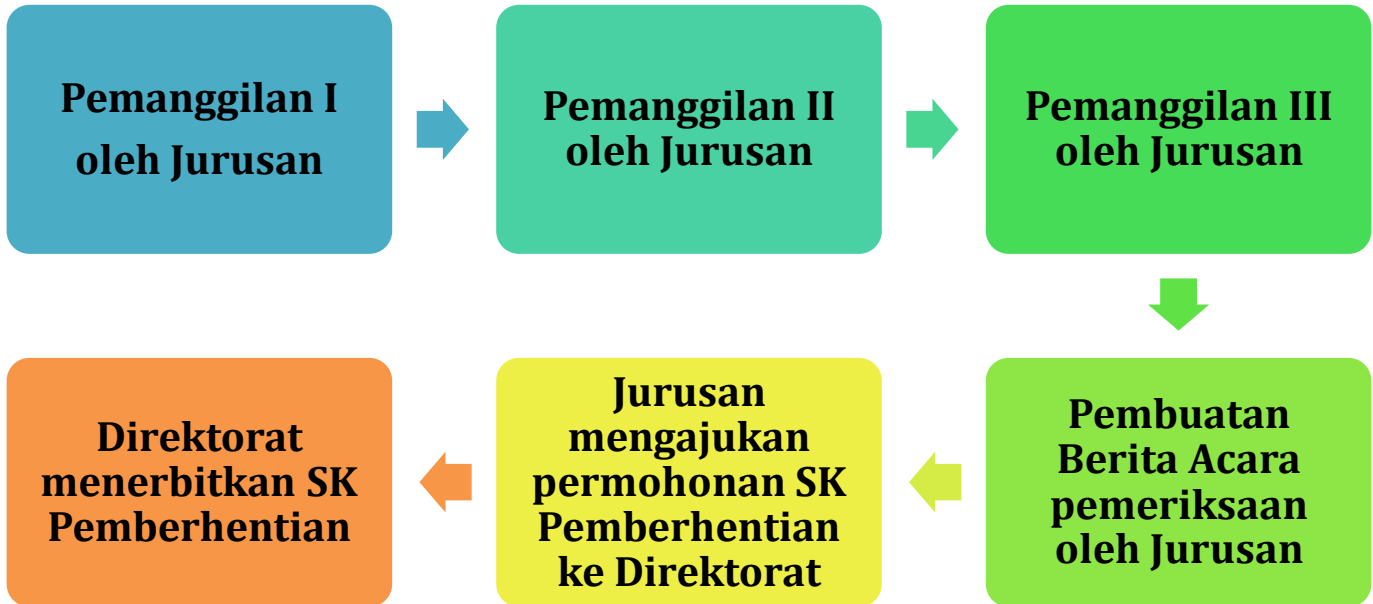 Pemanggilan I
oleh Jurusan
Pemanggilan II
oleh Jurusan
Pemanggilan III
oleh Jurusan
Pembuatan
Berita Acara
pemeriksaan
oleh Jurusan
Jurusan
mengajukan
permohonan SK
Pemberhentian
ke Direktorat
Direktorat
menerbitkan SK
Pemberhentian